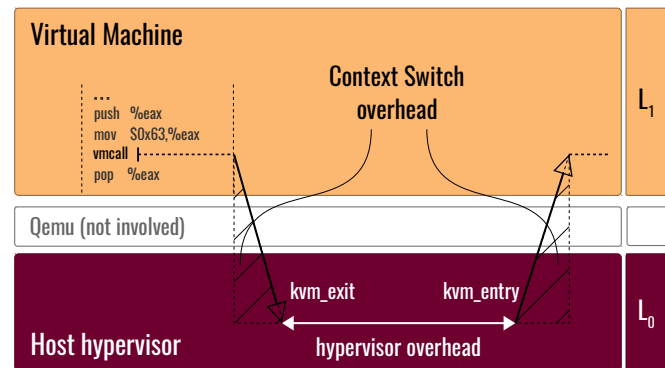 Virtual Machine
...
push %eax
mov $0x63,%eax
vmcall
pop %eax
Context Switch
overhead
L1
Qemu (not involved)
kvm_exit
kvm_entry
hypervisor overhead
Host hypervisor
L0